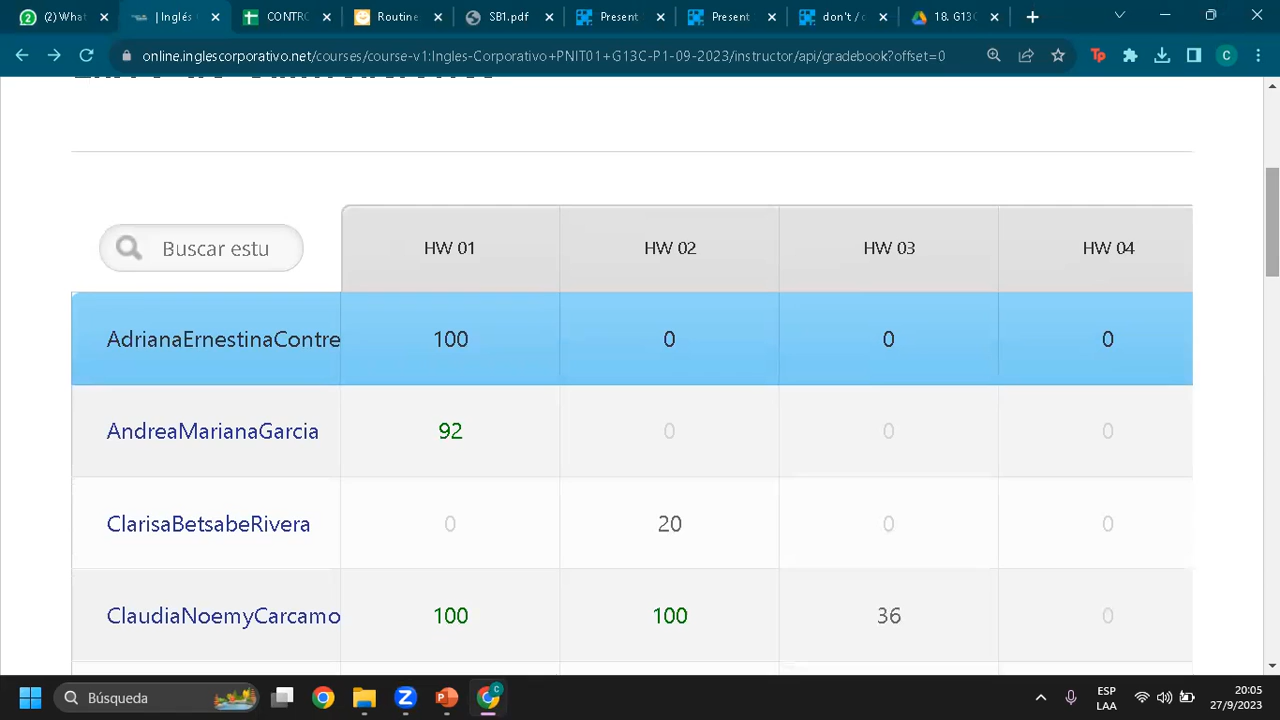 (2) What
| Inglés
CONTRO
Routine
SB1.pdf
Present
Present
don't / d
18. G13C
online.inglescorporativo.net/courses/course-v1:Ingles-Corporativo+PNIT01+G13C-P1-09-2023/instructor/api/gradebook?offset=0
Buscar estu
HW 01
HW 02
HW 03
HW 04
AdrianaErnestinaContre
100
0
0
0
AndreaMarianaGarcia
92
0
0
0
ClarisaBetsabeRivera
0
20
0
0
ClaudiaNoemyCarcamo
100
100
36
0
Búsqueda
ESP
LAA
20:05
27/9/2023